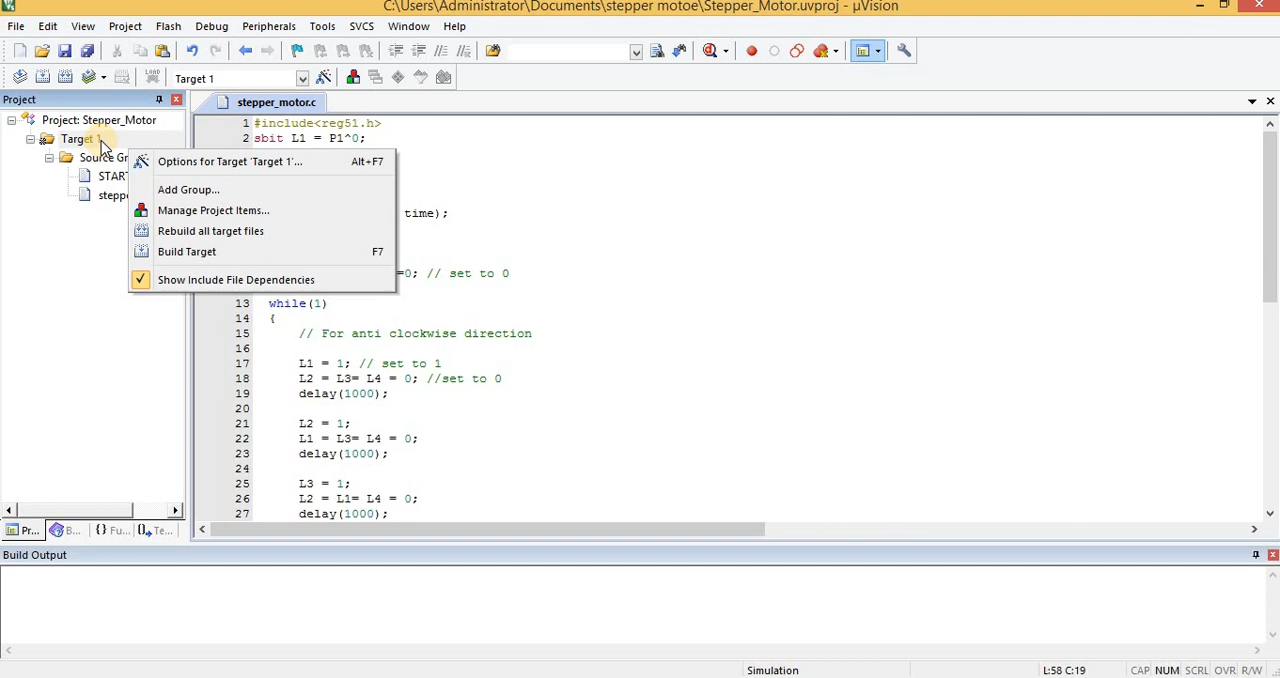 C:\Users\Administrator\Documents\stepper motoe\Stepper_Motor.uvproj - µVision
File Edit View Project Flash Debug Peripherals Tools SVCS Window Help
LOAD Target 1
Project
stepper_motor.c
Project: Stepper_Motor
Target 1
Source Gr
START
steppe
Options for Target 'Target 1'... Alt+F7
Add Group...
Manage Project Items...
Rebuild all target files
Build Target F7
Show Include File Dependencies
1 #include<reg51.h>
2 sbit L1 = P1^0;
time);
=0; // set to 0
13 while(1)
14 {
15 // For anti clockwise direction
16
17 L1 = 1; // set to 1
18 L2 = L3= L4 = 0; //set to 0
19 delay(1000);
20
21 L2 = 1;
22 L1 = L3= L4 = 0;
23 delay(1000);
24
25 L3 = 1;
26 L2 = L1= L4 = 0;
27 delay(1000);
Pr... B... {} Fu... Te...
Build Output
Simulation L:58 C:19 CAP NUM SCRL OVR R/W